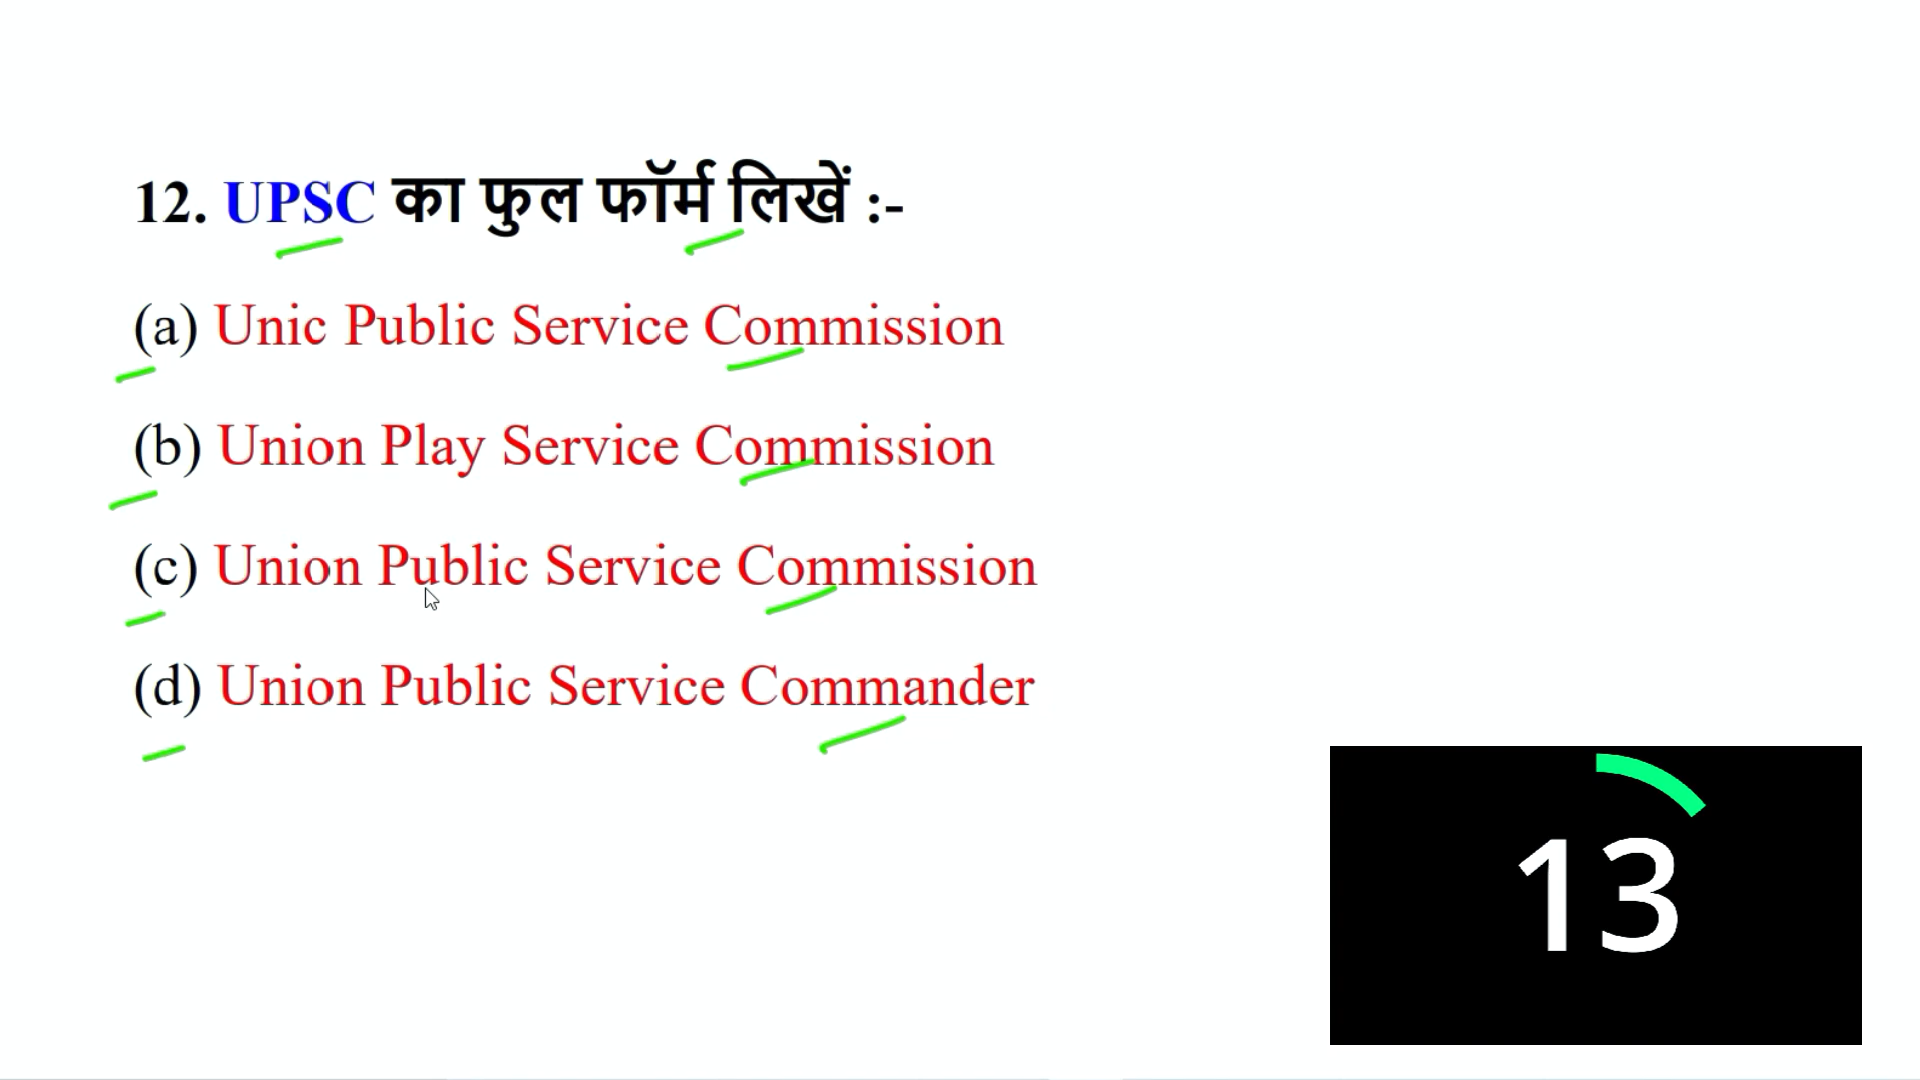 12. UPSC का फुल फॉर्म लिखें :-
(a) Unic Public Service Commission
(b) Union Play Service Commission
(c) Union Public Service Commission
(d) Union Public Service Commander
13